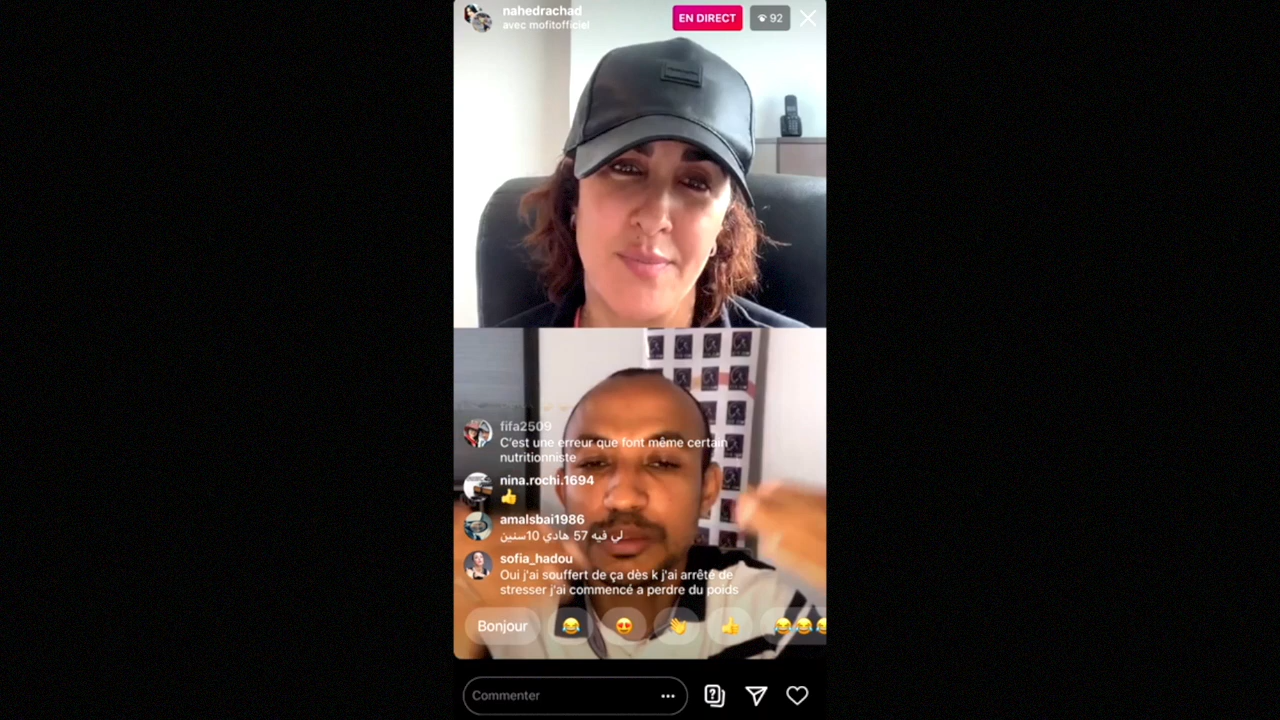 nahedrachad
avec mofitofficiel
EN DIRECT
92
fifa2509
C'est une erreur que font même certain
nutritionniste
nina.rochi.1694
👍
amalsbai1986
لي فيه 57 هادي 10سنين
sofia_hadou
Oui j'ai souffert de ça dès k j'ai arrêté de
stresser j'ai commencé a perdre du poids
Bonjour 😂 😍 👋 👍 😂😂😂
Commenter